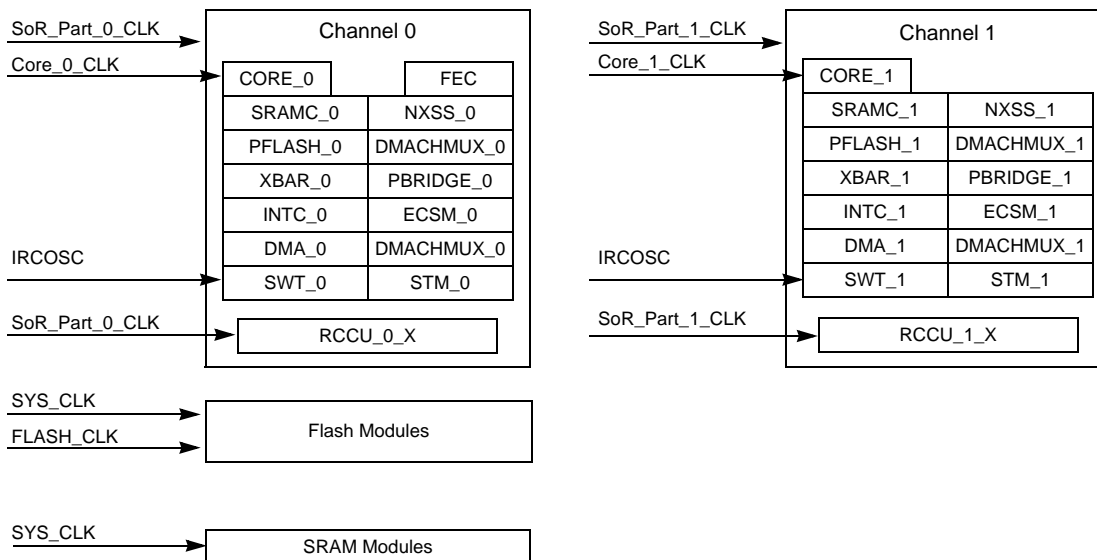 SoR_Part_0_CLK
Channel 0
Core_0_CLK
CORE_0 FEC
SRAMC_0 NXSS_0
PFLASH_0 DMACHMUX_0
XBAR_0 PBRIDGE_0
INTC_0 ECSM_0
IRCOSC
DMA_0 DMACHMUX_0
SWT_0 STM_0
SoR_Part_0_CLK
RCCU_0_X
SoR_Part_1_CLK
Channel 1
Core_1_CLK
CORE_1
SRAMC_1 NXSS_1
PFLASH_1 DMACHMUX_1
XBAR_1 PBRIDGE_1
INTC_1 ECSM_1
IRCOSC
DMA_1 DMACHMUX_1
SWT_1 STM_1
SoR_Part_1_CLK
RCCU_1_X
SYS_CLK
FLASH_CLK
Flash Modules
SYS_CLK
SRAM Modules